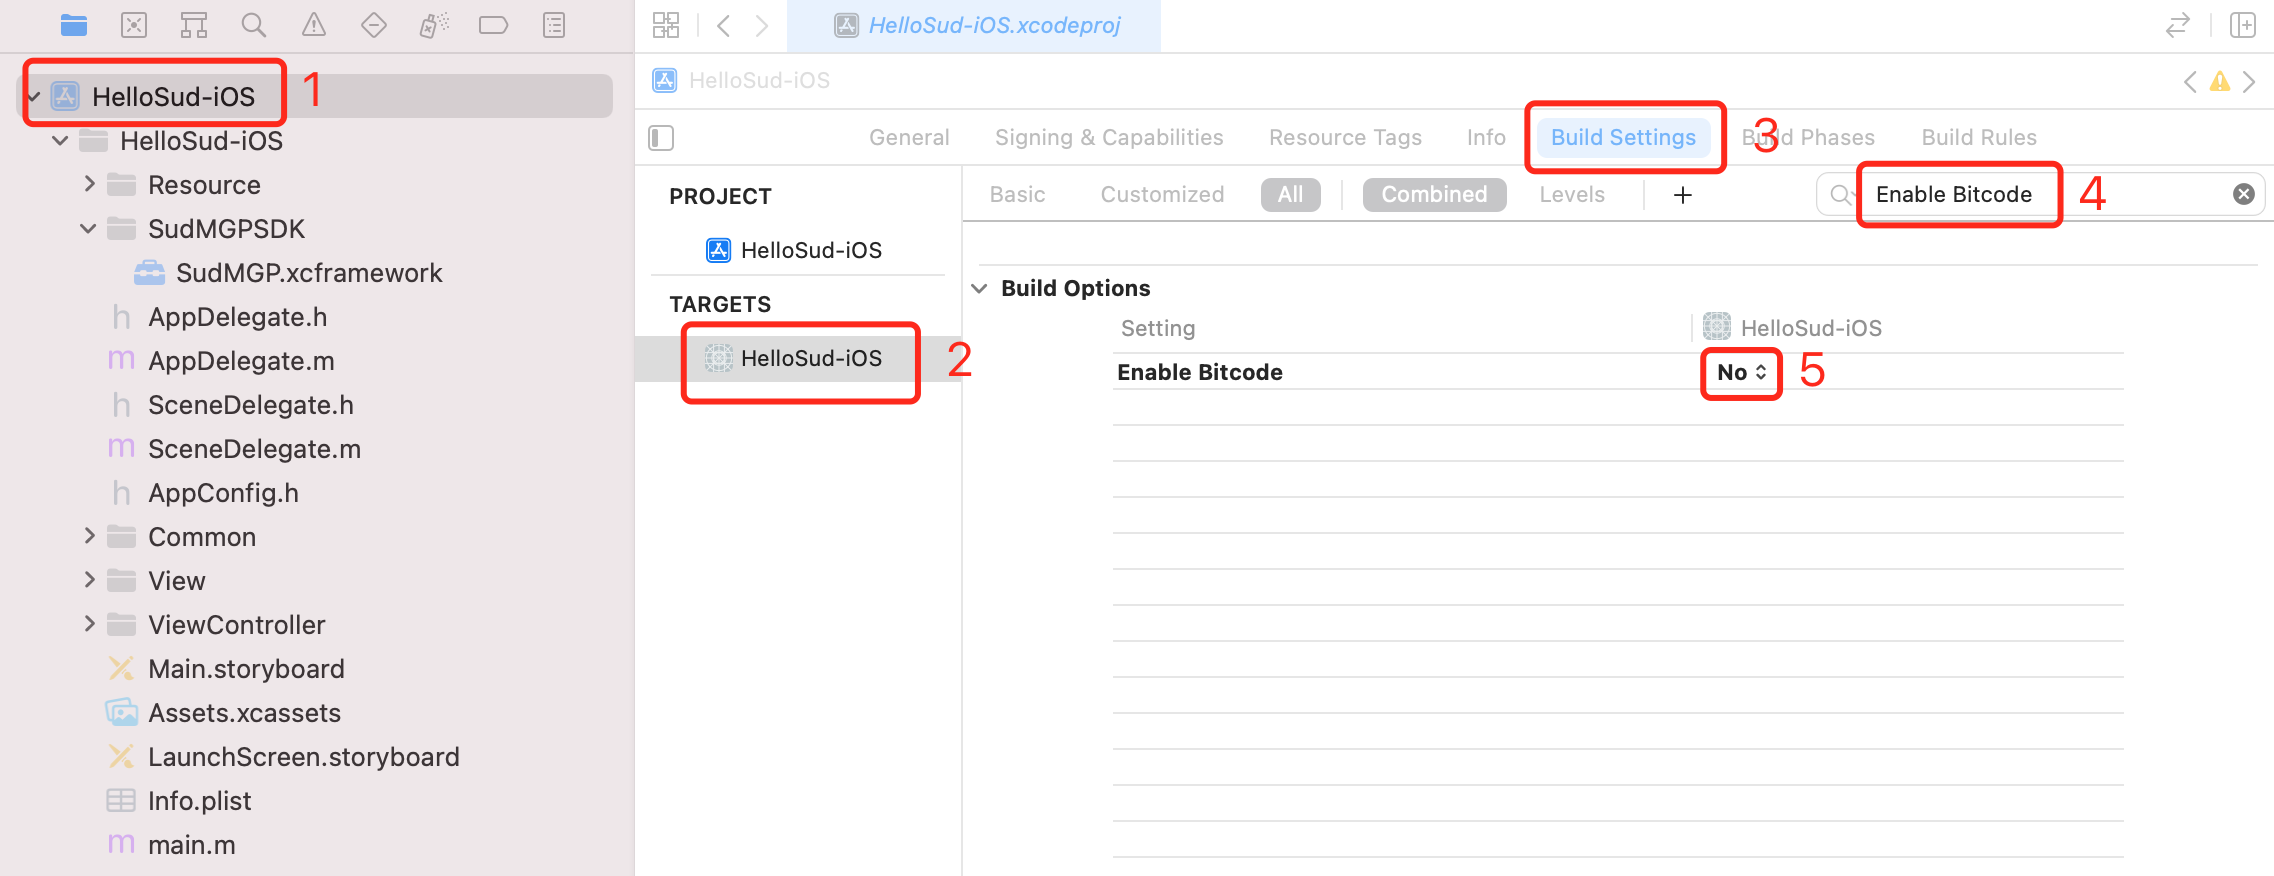 HelloSud-iOS 1
HelloSud-iOS
Resource
SudMGPSDK
SudMGP.xcframework
h AppDelegate.h
m AppDelegate.m
h SceneDelegate.h
m SceneDelegate.m
h AppConfig.h
Common
View
ViewController
Main.storyboard
Assets.xcassets
LaunchScreen.storyboard
Info.plist
m main.m
HelloSud-iOS.xcodeproj
HelloSud-iOS
General Signing & Capabilities Resource Tags Info Build Settings 3 Build Phases Build Rules
PROJECT
HelloSud-iOS
TARGETS
HelloSud-iOS 2
Basic Customized All Combined Levels + Enable Bitcode 4
Build Options
Setting HelloSud-iOS
Enable Bitcode No 5